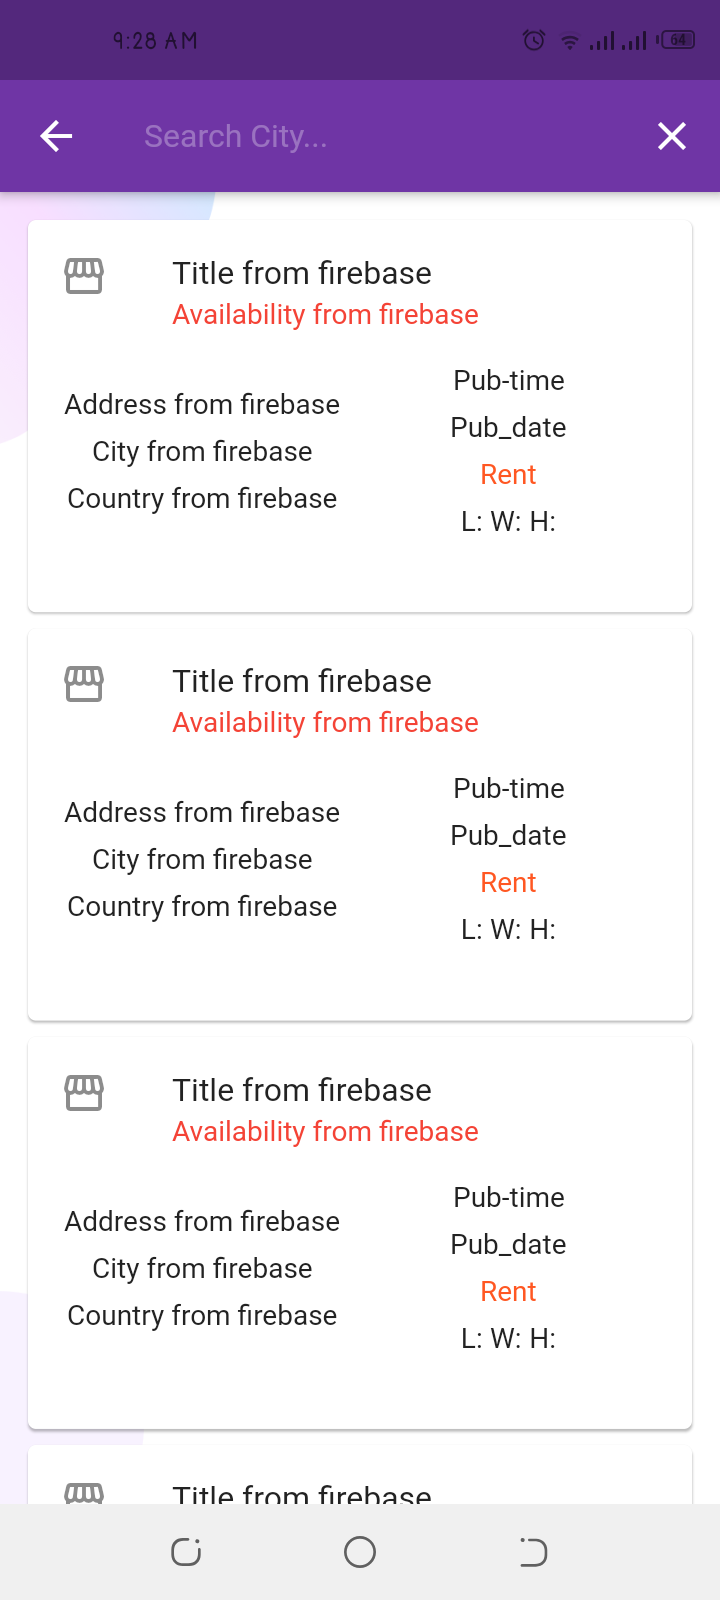 9:28 AM
64
Search City...
Title from firebase
Availability from firebase
Address from firebase
City from firebase
Country from firebase
Pub-time
Pub_date
Rent
L: W: H:
Title from firebase
Availability from firebase
Address from firebase
City from firebase
Country from firebase
Pub-time
Pub_date
Rent
L: W: H:
Title from firebase
Availability from firebase
Address from firebase
City from firebase
Country from firebase
Pub-time
Pub_date
Rent
L: W: H:
Title from firebase